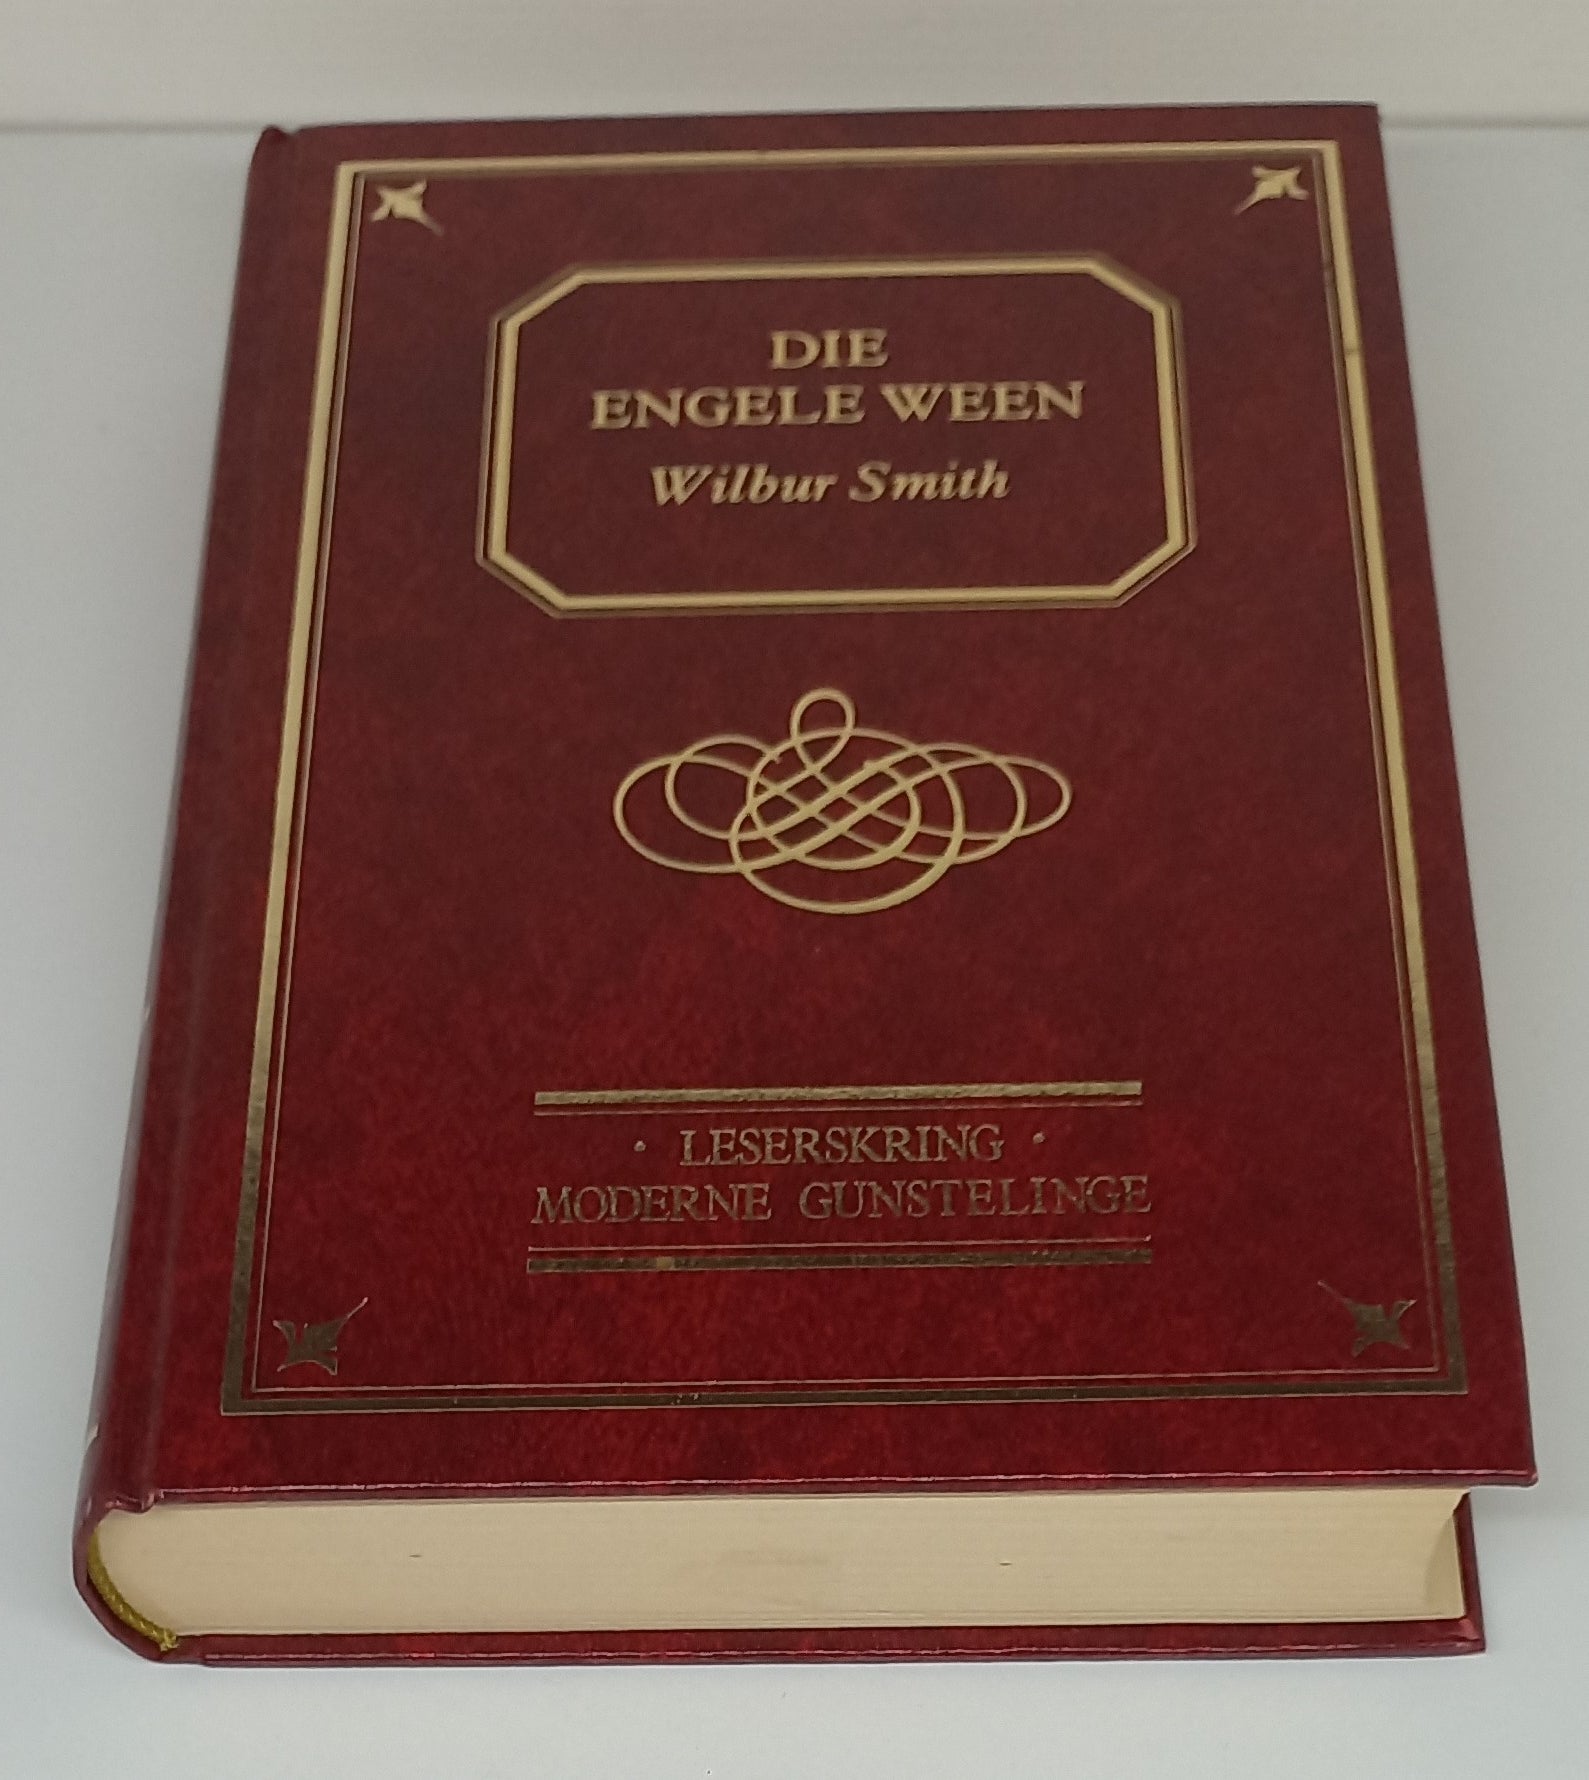 DIE
ENGELE WEEN
Wilbur Smith
· LESERSKRING ·
MODERNE GUNSTELINGE